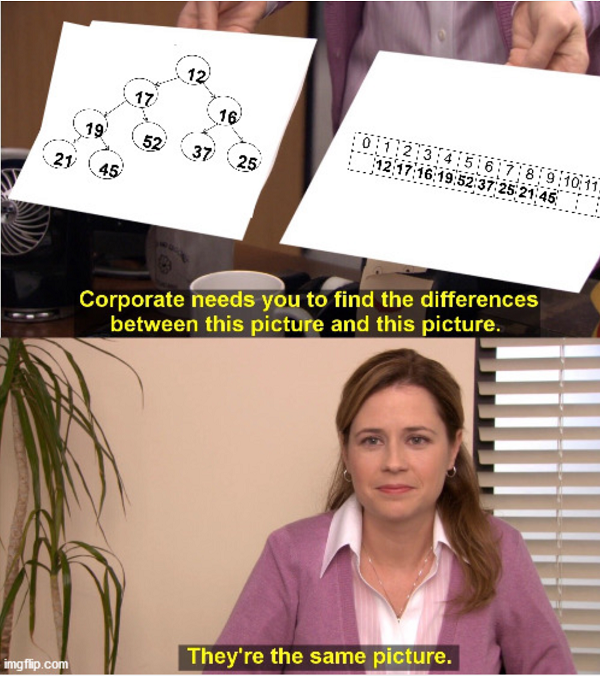 12
17
16
19
52
37
25
21
45
0 1 2 3 4 5 6 7 8 9 10 11
12 17 16 19 52 37 25 21 45
Corporate needs you to find the differences
between this picture and this picture.
They're the same picture.
imgflip.com